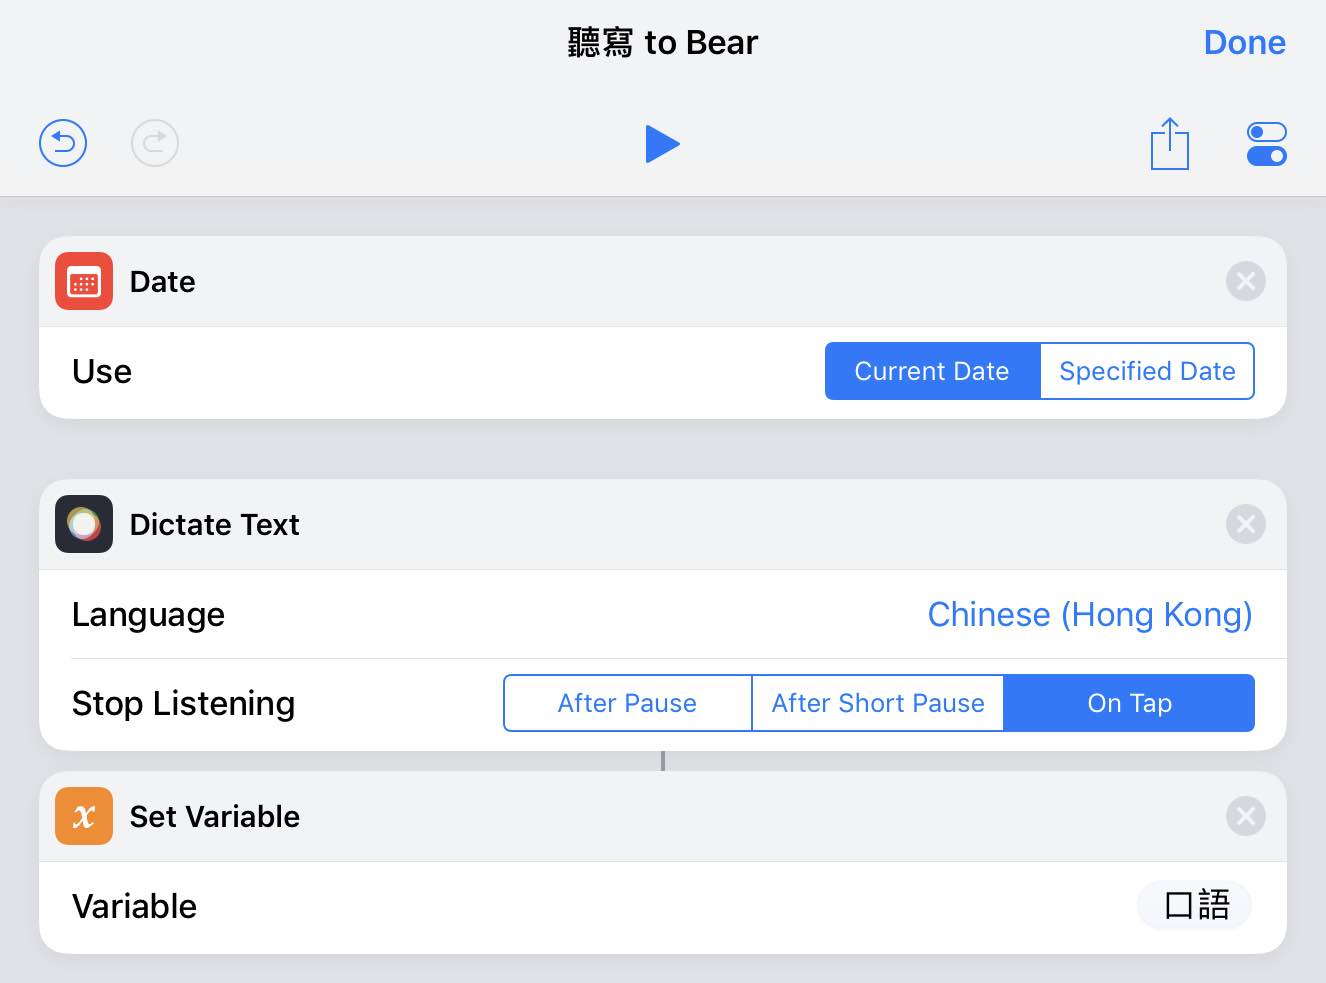 聽寫 to Bear
Done
Date
Use
Current Date
Specified Date
Dictate Text
Language
Chinese (Hong Kong)
Stop Listening
After Pause
After Short Pause
On Tap
x
Set Variable
Variable
口語